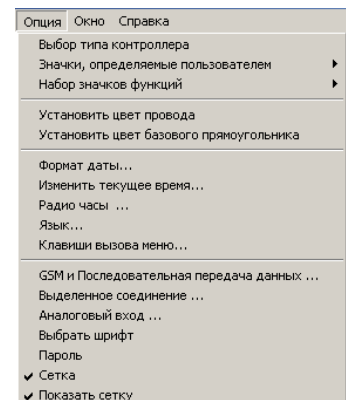 Опция Окно Справка
Выбор типа контроллера
Значки, определяемые пользователем
Набор значков функций
Установить цвет провода
Установить цвет базового прямоугольника
Формат даты...
Изменить текущее время...
Радио часы ...
Язык...
Клавиши вызова меню...
GSM и Последовательная передача данных ...
Выделенное соединение ...
Аналоговый вход ...
Выбрать шрифт
Пароль
Сетка
Показать сетку